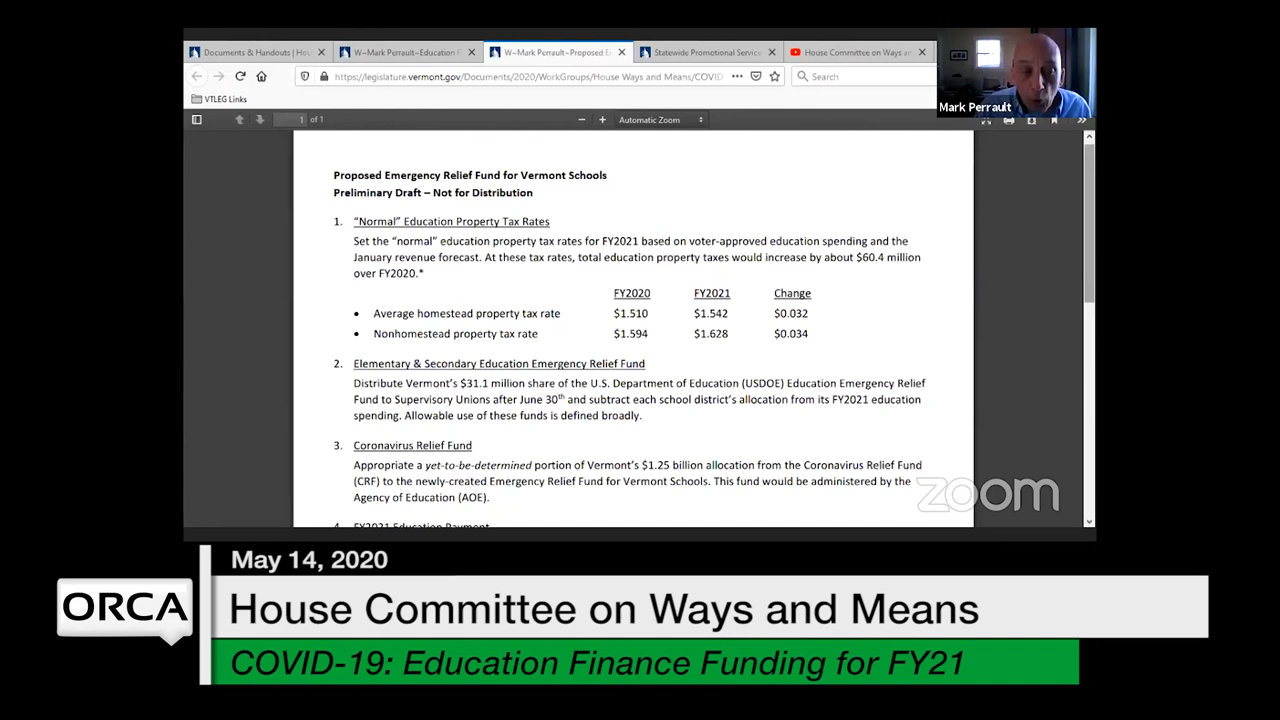 Documents & Handouts | Hou
W~Mark Perrault~Education F
W~Mark Perrault~Proposed E
Statewide Promotional Service
House Committee on Ways an
https://legislature.vermont.gov/Documents/2020/WorkGroups/House Ways and Means/COVID
Search
VTLEG Links
1 of 1
Automatic Zoom
Mark Perrault
Proposed Emergency Relief Fund for Vermont Schools
Preliminary Draft – Not for Distribution
1. “Normal” Education Property Tax Rates
Set the “normal” education property tax rates for FY2021 based on voter-approved education spending and the
January revenue forecast. At these tax rates, total education property taxes would increase by about $60.4 million
over FY2020.*
FY2020 FY2021 Change
• Average homestead property tax rate $1.510 $1.542 $0.032
• Nonhomestead property tax rate $1.594 $1.628 $0.034
2. Elementary & Secondary Education Emergency Relief Fund
Distribute Vermont’s $31.1 million share of the U.S. Department of Education (USDOE) Education Emergency Relief
Fund to Supervisory Unions after June 30th and subtract each school district’s allocation from its FY2021 education
spending. Allowable use of these funds is defined broadly.
3. Coronavirus Relief Fund
Appropriate a yet-to-be-determined portion of Vermont’s $1.25 billion allocation from the Coronavirus Relief Fund
(CRF) to the newly-created Emergency Relief Fund for Vermont Schools. This fund would be administered by the
Agency of Education (AOE).
4. FY2021 Education Payment
zoom
May 14, 2020
ORCA
House Committee on Ways and Means
COVID-19: Education Finance Funding for FY21